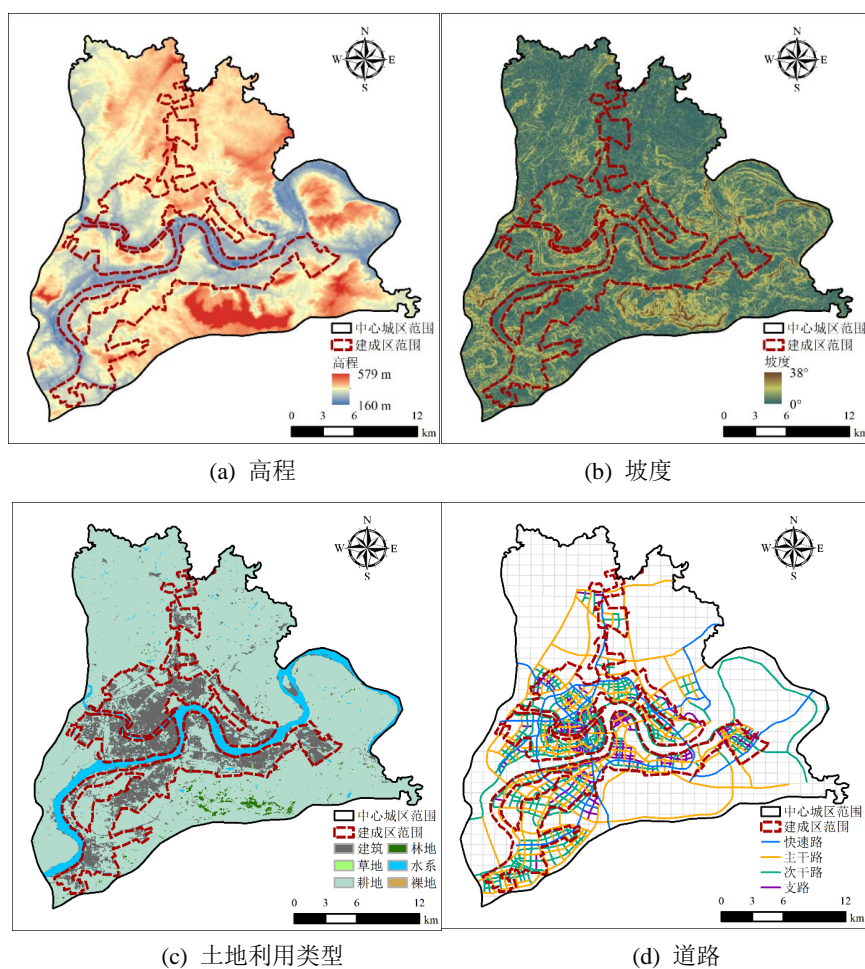 N
W E
S
中心城区范围
建成区范围
高程
579 m
160 m
0 3 6 12
km
(a) 高程
N
W E
S
中心城区范围
建成区范围
坡度
38°
0°
0 3 6 12
km
(b) 坡度
N
W E
S
中心城区范围
建成区范围
建筑 林地
草地 水系
耕地 裸地
0 3 6 12
km
(c) 土地利用类型
N
W E
S
中心城区范围
建成区范围
快速路
主干路
次干路
支路
0 3 6 12
km
(d) 道路